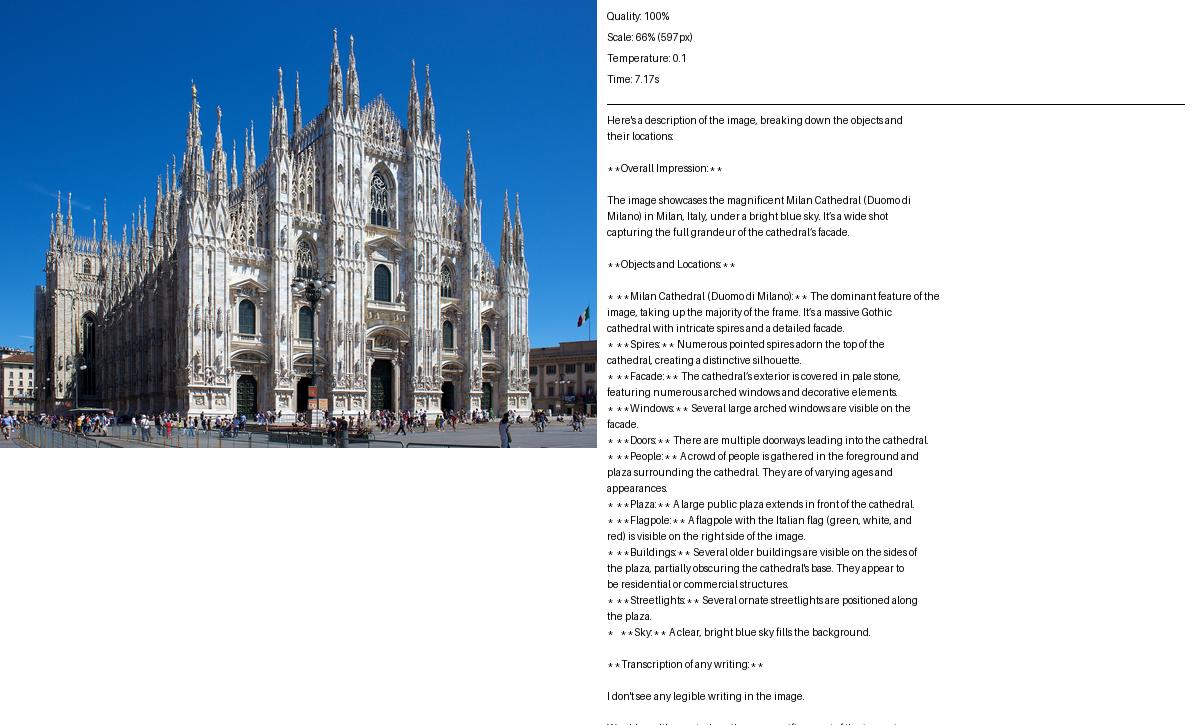 Quality: 100%
Scale: 66% (597px)
Temperature: 0.1
Time: 7.17s
Here's a description of the image, breaking down the objects and
their locations:
**Overall Impression:**
The image showcases the magnificent Milan Cathedral (Duomo di
Milano) in Milan, Italy, under a bright blue sky. It's a wide shot
capturing the full grandeur of the cathedral's facade.
**Objects and Locations:**
* **Milan Cathedral (Duomo di Milano):** The dominant feature of the
image, taking up the majority of the frame. It's a massive Gothic
cathedral with intricate spires and a detailed facade.
* **Spires:** Numerous pointed spires adorn the top of the
cathedral, creating a distinctive silhouette.
* **Facade:** The cathedral's exterior is covered in pale stone,
featuring numerous arched windows and decorative elements.
* **Windows:** Several large arched windows are visible on the
facade.
* **Doors:** There are multiple doorways leading into the cathedral.
* **People:** A crowd of people is gathered in the foreground and
plaza surrounding the cathedral. They are of varying ages and
appearances.
* **Plaza:** A large public plaza extends in front of the cathedral.
* **Flagpole:** A flagpole with the Italian flag (green, white, and
red) is visible on the right side of the image.
* **Buildings:** Several older buildings are visible on the sides of
the plaza, partially obscuring the cathedral's base. They appear to
be residential or commercial structures.
* **Streetlights:** Several ornate streetlights are positioned along
the plaza.
* **Sky:** A clear, bright blue sky fills the background.
**Transcription of any writing:**
I don't see any legible writing in the image.